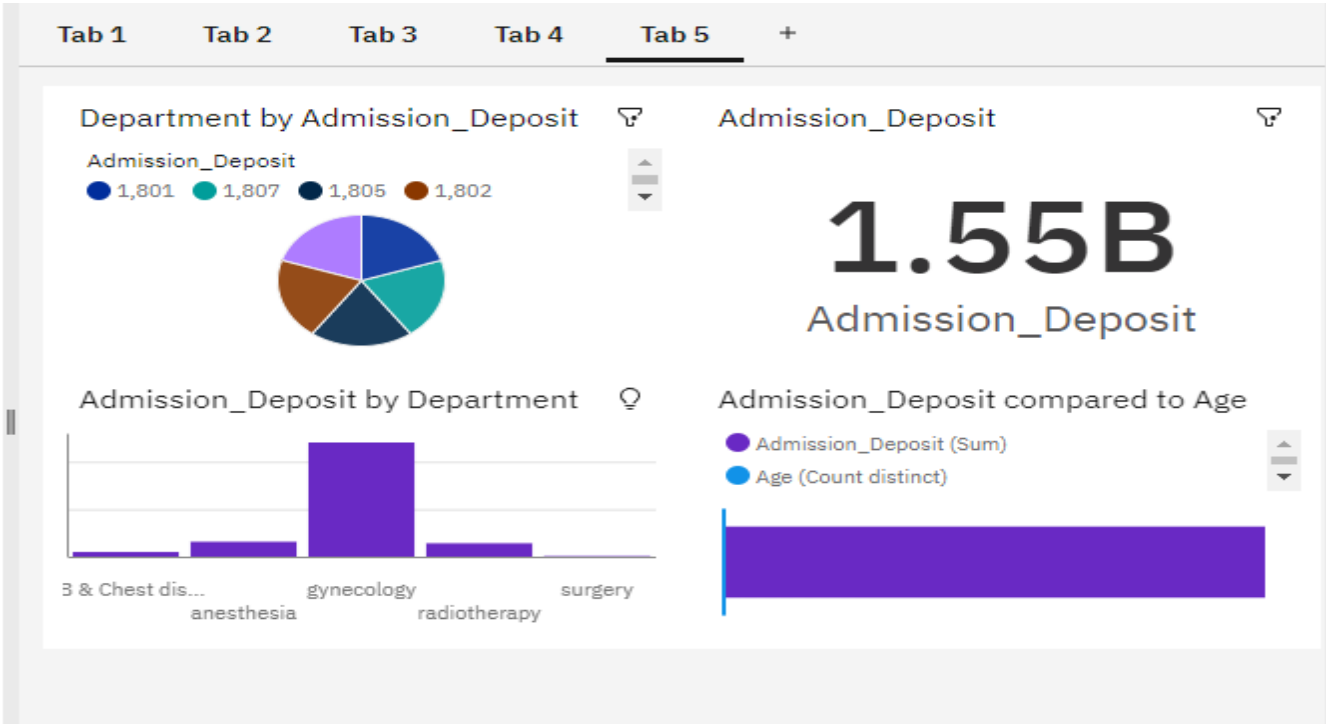 Tab 1 Tab 2 Tab 3 Tab 4 Tab 5 +
Department by Admission_Deposit
Admission_Deposit
1,801 1,807 1,805 1,802
Admission_Deposit
1.55B
Admission_Deposit
Admission_Deposit by Department
& Chest dis...
anesthesia
gynecology
radiotherapy
surgery
Admission_Deposit compared to Age
Admission_Deposit (Sum)
Age (Count distinct)